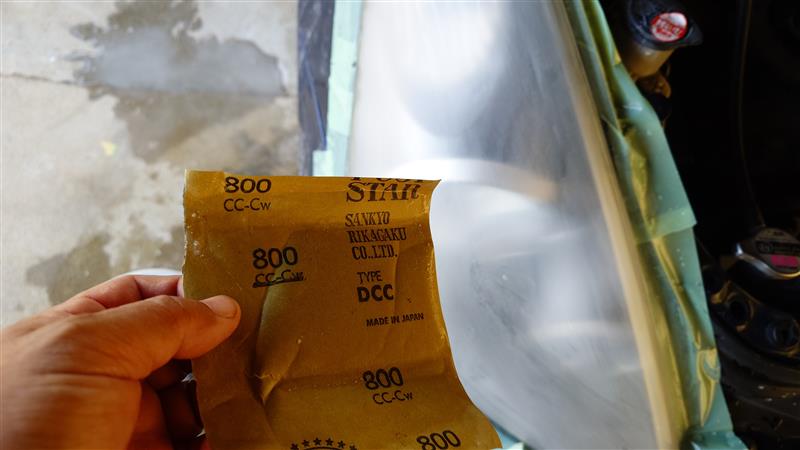 800
CC-Cw
STAR
SANKYO
RIKAGAKU
CO.,LTD.
800
CC-Cw
TYPE
DCC
MADE IN JAPAN
800
CC-Cw
800